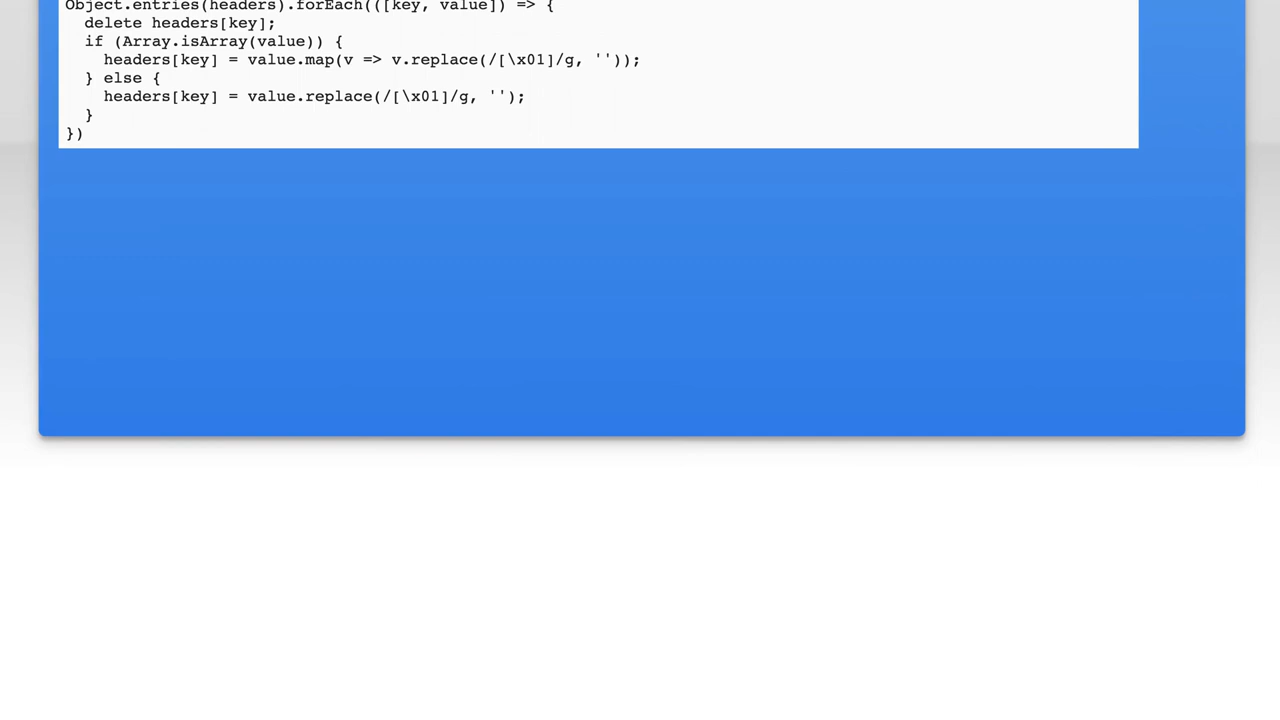 Object.entries(headers).forEach(([key, value]) => {
  delete headers[key];
  if (Array.isArray(value)) {
    headers[key] = value.map(v => v.replace(/[\x01]/g, ''));
  } else {
    headers[key] = value.replace(/[\x01]/g, '');
  }
})